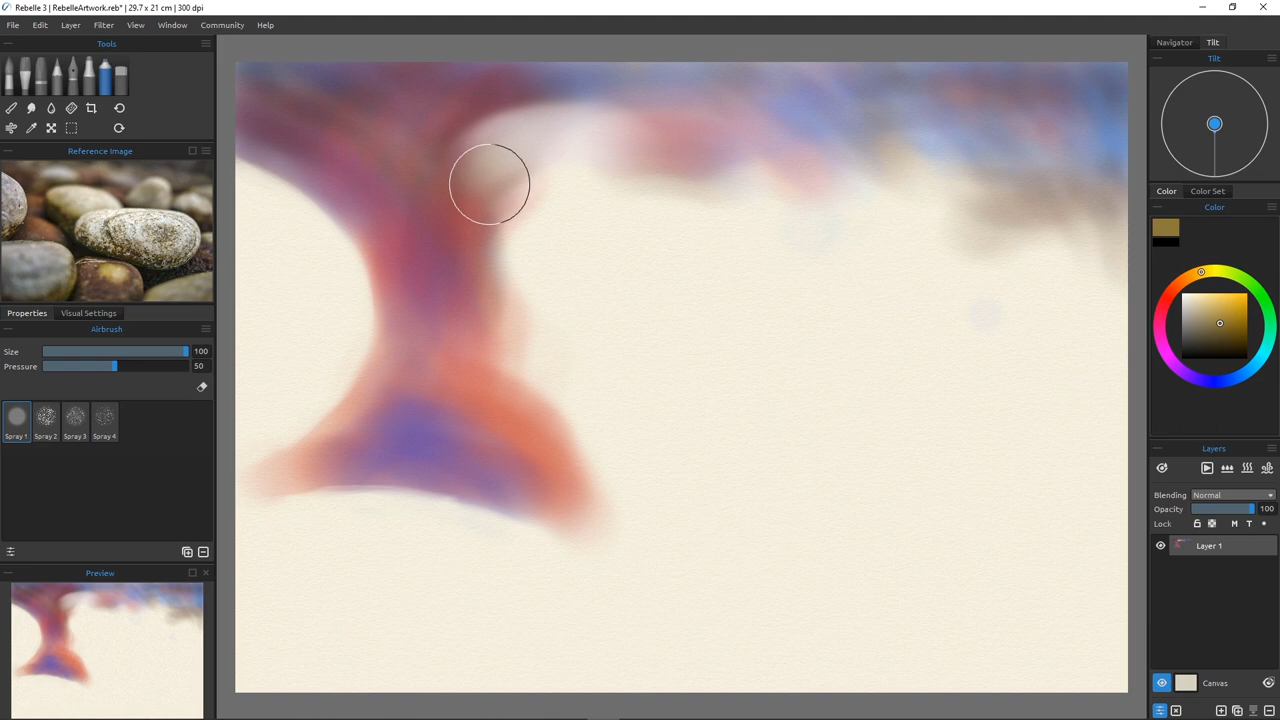 Rebelle 3 | RebelleArtwork.reb* | 29.7 x 21 cm | 300 dpi
File Edit Layer Filter View Window Community Help
Tools
Reference Image
Properties Visual Settings
Airbrush
Size 100
Pressure 50
Spray 1 Spray 2 Spray 3 Spray 4
Preview
Navigator Tilt
Tilt
Color Color Set
Color
Layers
Blending Normal
Opacity 100
Lock M T
Layer 1
Canvas